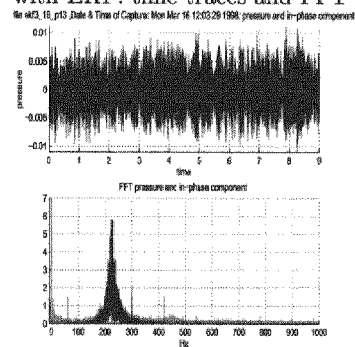 with EKF: time traces and FFT
file ekf3_16_p13 ,Date & Time of Capture: Mon Mar 16 12:03:29 1998: pressure and in-phase component
0.01
0.005
0
-0.005
-0.01
pressure
0 1 2 3 4 5 6 7 8 9
time
FFT pressure and in-phase component
7
6
5
4
3
2
1
0
0 100 200 300 400 500 600 700 800 900 1000
Hz